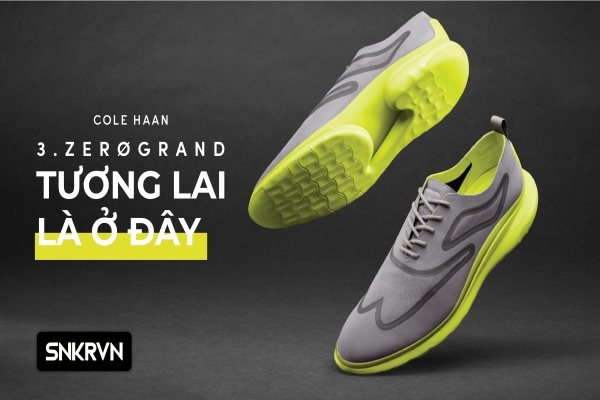 COLE HAAN
3.ZERØGRAND
TƯƠNG LAI
LÀ Ở ĐÂY
SNKRVN